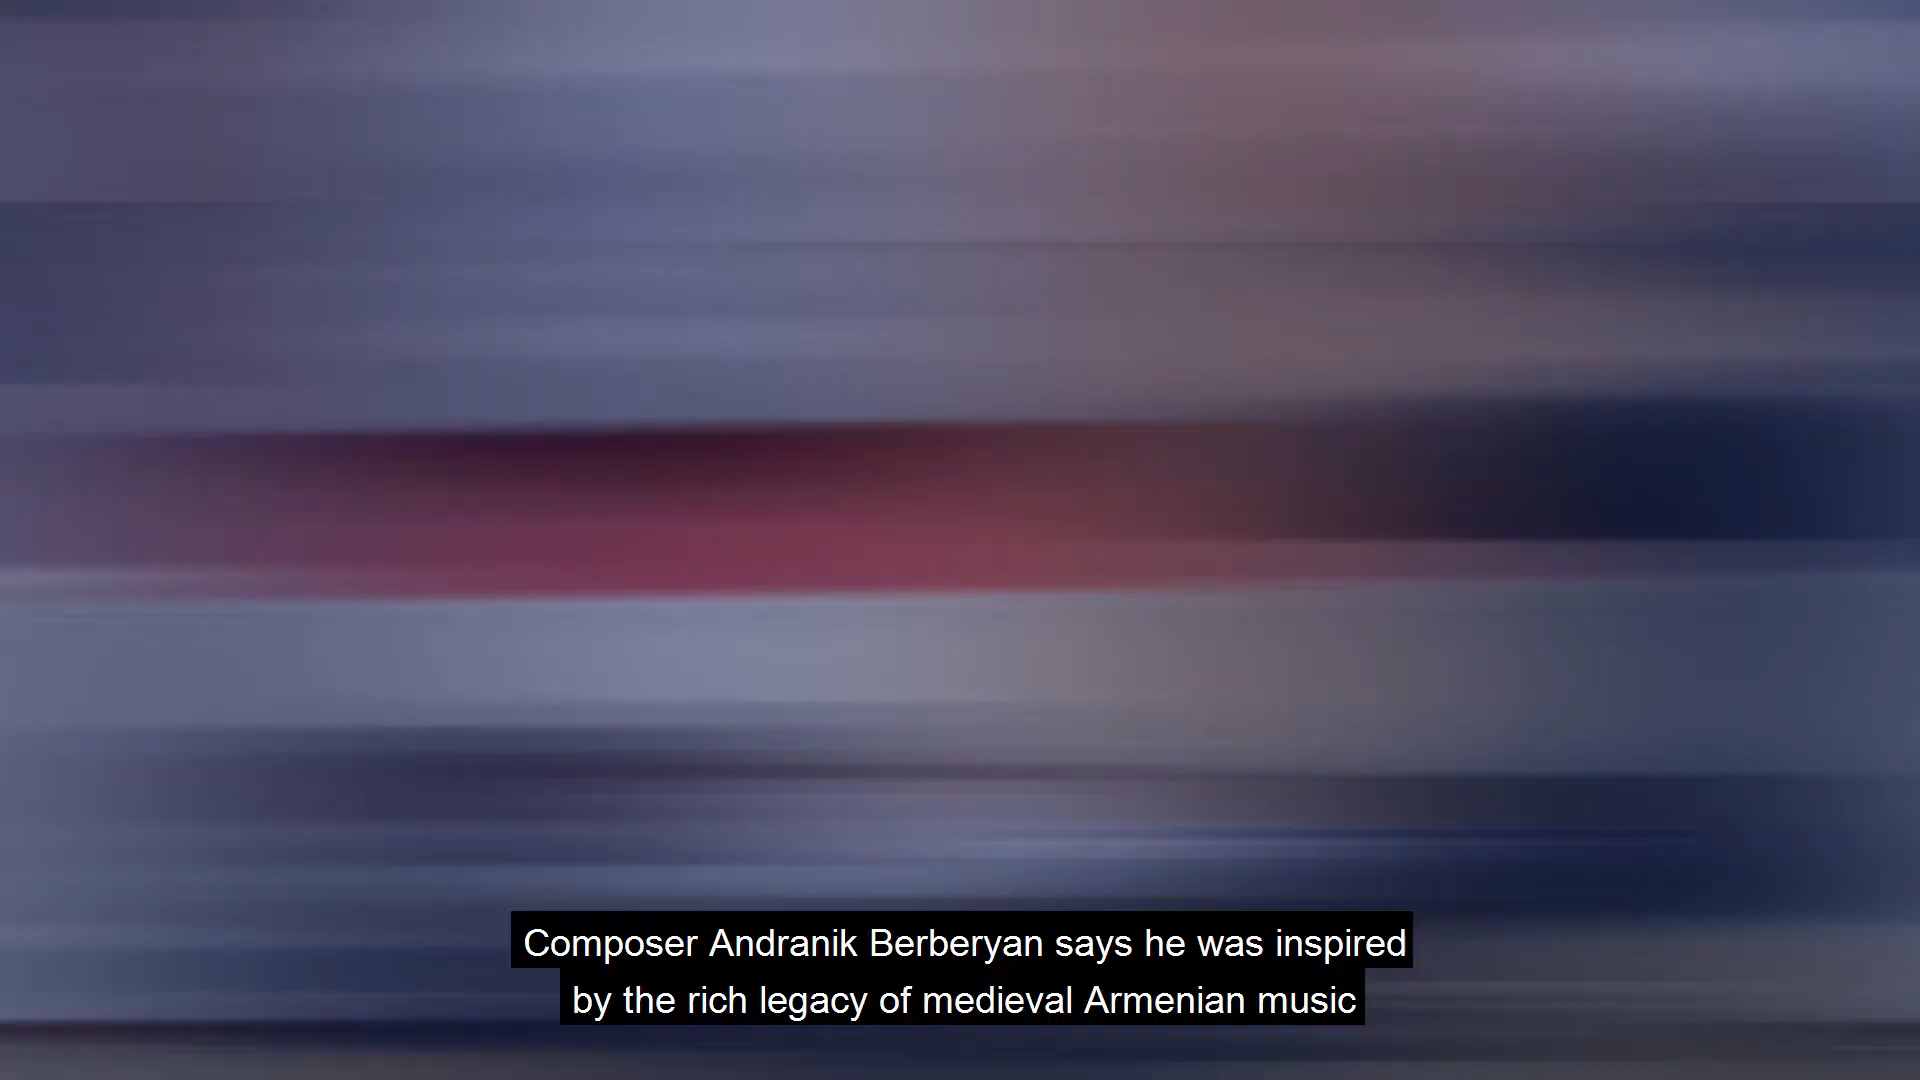 Composer Andranik Berberyan says he was inspired
by the rich legacy of medieval Armenian music